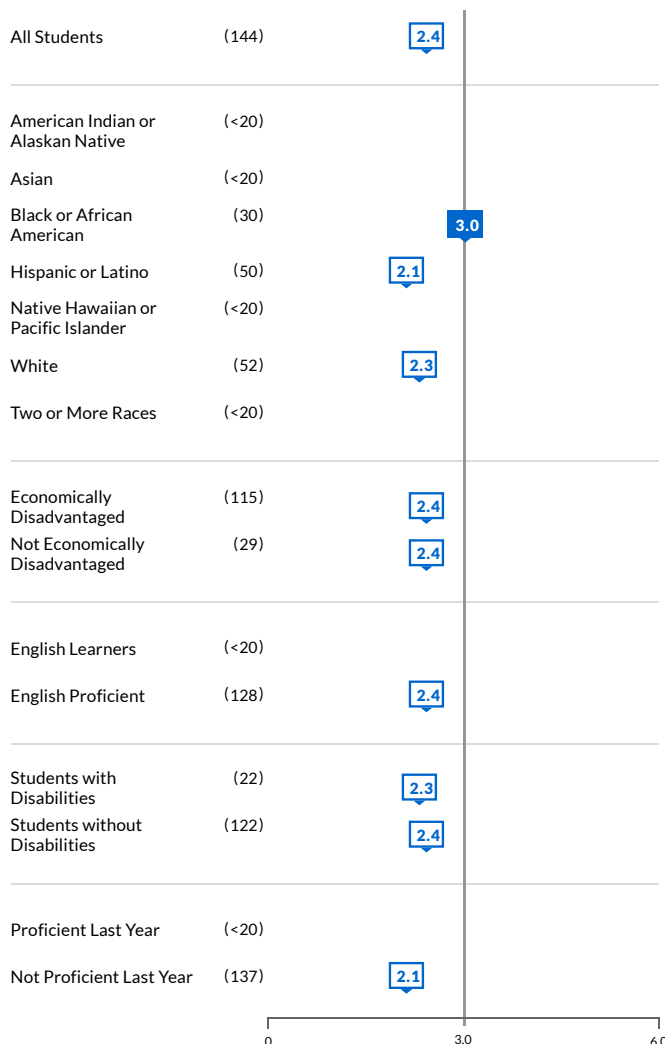 All Students (144) 2.4
American Indian or (<20)
Alaskan Native
Asian (<20)
Black or African (30) 3.0
American
Hispanic or Latino (50) 2.1
Native Hawaiian or (<20)
Pacific Islander
White (52) 2.3
Two or More Races (<20)
Economically (115) 2.4
Disadvantaged
Not Economically (29) 2.4
Disadvantaged
English Learners (<20)
English Proficient (128) 2.4
Students with (22) 2.3
Disabilities
Students without (122) 2.4
Disabilities
Proficient Last Year (<20)
Not Proficient Last Year (137) 2.1
0 3.0 6.0